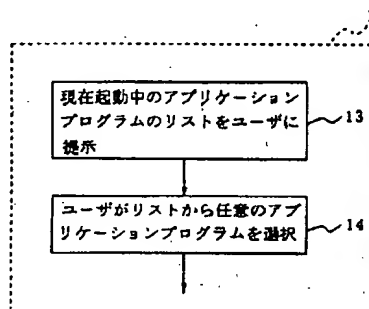 現在起動中のアプリケーション
プログラムのリストをユーザに
提示
13
ユーザがリストから任意のアプ
リケーションプログラムを選択
14